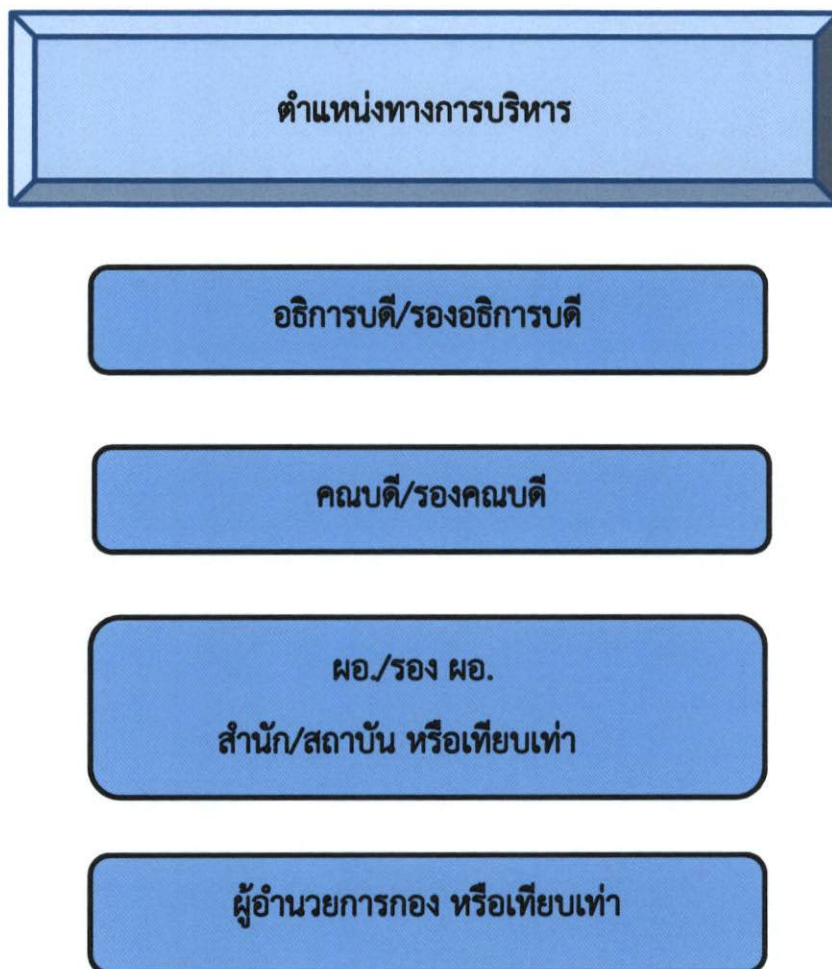 ตำแหน่งทางการบริหาร
อธิการบดี/รองอธิการบดี
คณบดี/รองคณบดี
ผอ./รอง ผอ.
สำนัก/สถาบัน หรือเทียบเท่า
ผู้อำนวยการกอง หรือเทียบเท่า